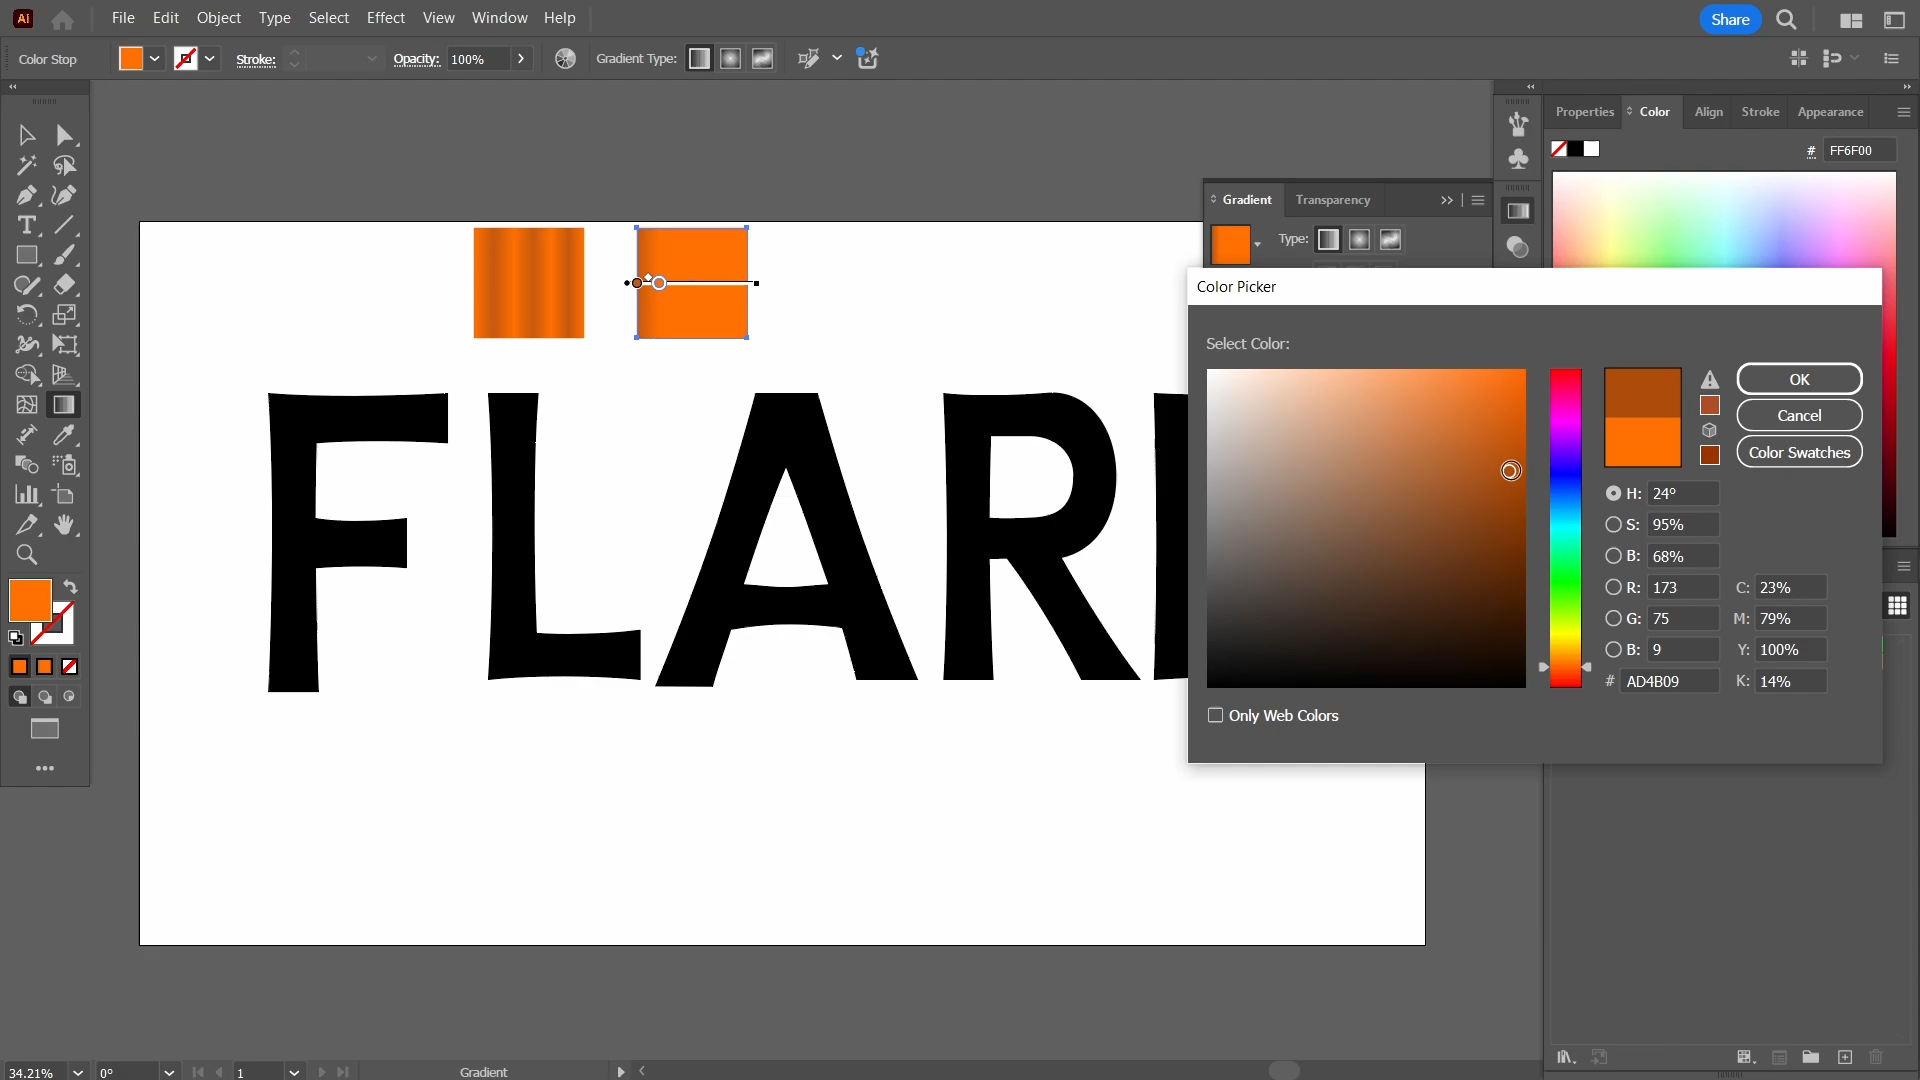 Ai File Edit Object Type Select Effect View Window Help Share
Color Stop Stroke: Opacity: 100% Gradient Type:
Properties Color Align Stroke Appearance
# FF6F00
Gradient Transparency
Type:
Color Picker
Select Color:
OK
Cancel
Color Swatches
H: 24°
S: 95%
B: 68%
R: 173 C: 23%
G: 75 M: 79%
B: 9 Y: 100%
# AD4B09 K: 14%
Only Web Colors
FLAR
34.21% 0° 1 Gradient